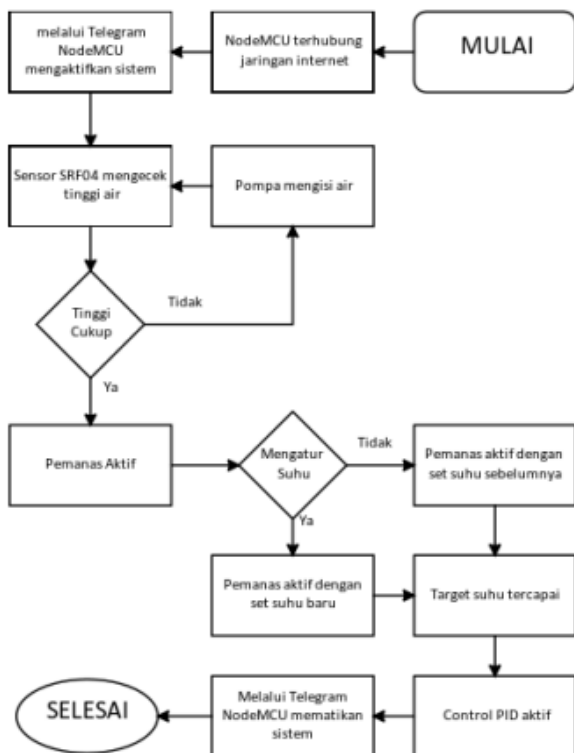 MULAI
NodeMCU terhubung
jaringan internet
melalui Telegram
NodeMCU
mengaktifkan sistem
Sensor SRF04 mengecek
tinggi air
Pompa mengisi air
Tinggi
Cukup
Tidak
Ya
Pemanas Aktif
Mengatur
Suhu
Tidak
Pemanas aktif dengan
set suhu sebelumnya
Ya
Pemanas aktif dengan
set suhu baru
Target suhu tercapai
Control PID aktif
Melalui Telegram
NodeMCU mematikan
sistem
SELESAI